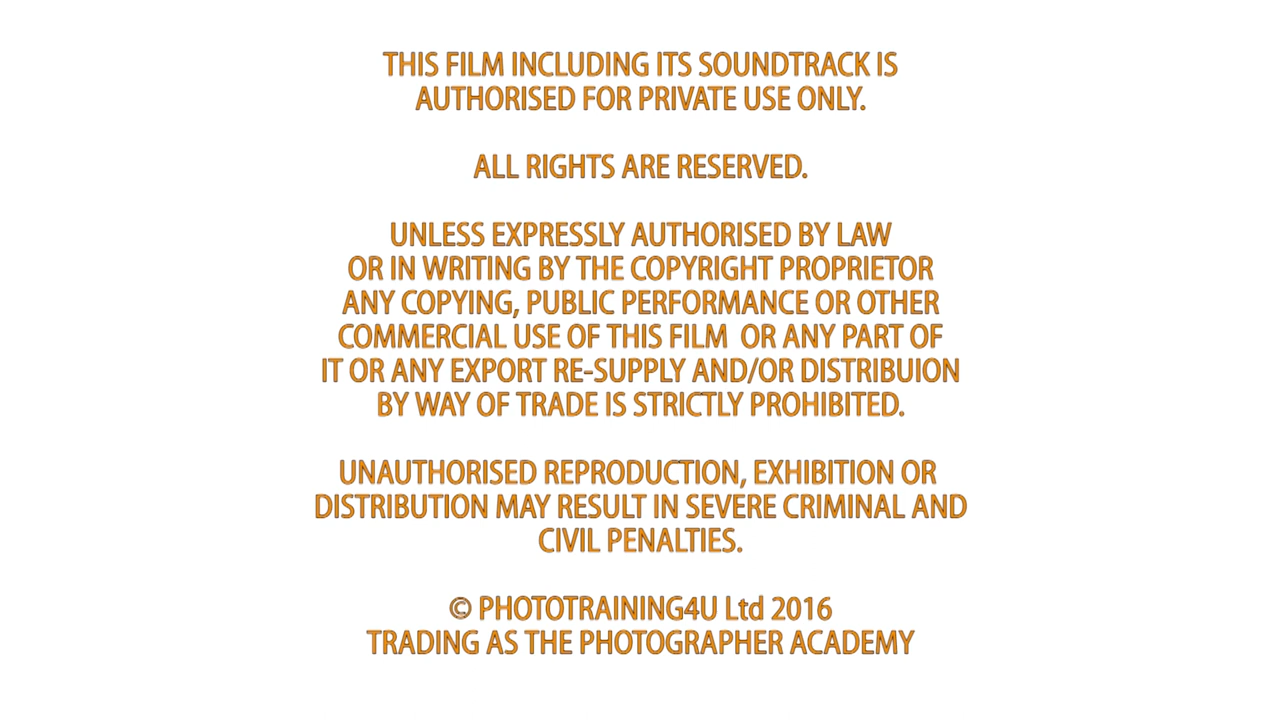 THIS FILM INCLUDING ITS SOUNDTRACK IS
AUTHORISED FOR PRIVATE USE ONLY.
ALL RIGHTS ARE RESERVED.
UNLESS EXPRESSLY AUTHORISED BY LAW
OR IN WRITING BY THE COPYRIGHT PROPRIETOR
ANY COPYING, PUBLIC PERFORMANCE OR OTHER
COMMERCIAL USE OF THIS FILM  OR ANY PART OF
IT OR ANY EXPORT RE-SUPPLY AND/OR DISTRIBUION
BY WAY OF TRADE IS STRICTLY PROHIBITED.
UNAUTHORISED REPRODUCTION, EXHIBITION OR
DISTRIBUTION MAY RESULT IN SEVERE CRIMINAL AND
CIVIL PENALTIES.
© PHOTOTRAINING4U Ltd 2016
TRADING AS THE PHOTOGRAPHER ACADEMY